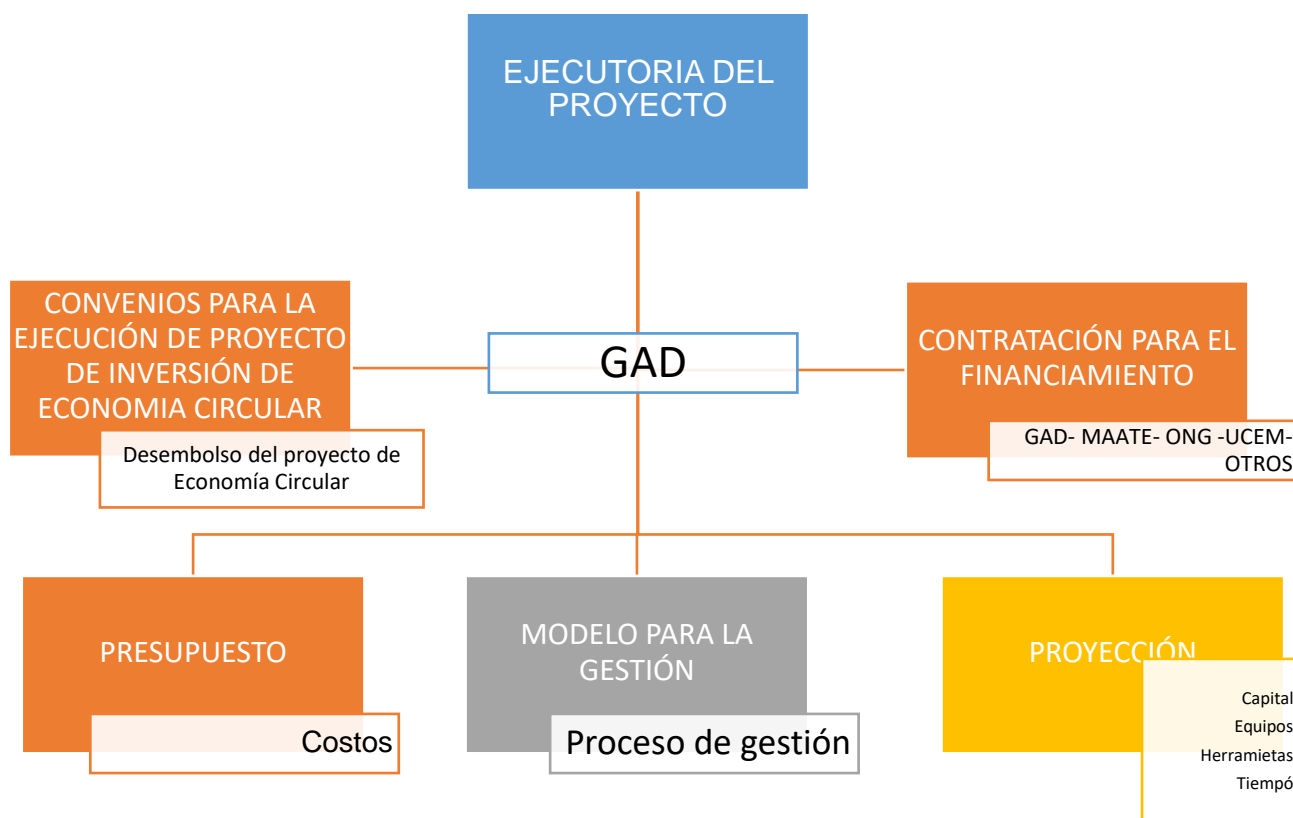 EJECUTORIA DEL
PROYECTO
CONVENIOS PARA LA
EJECUCIÓN DE PROYECTO
DE INVERSIÓN DE
ECONOMIA CIRCULAR
Desembolso del proyecto de
Economía Circular
GAD
CONTRATACIÓN PARA EL
FINANCIAMIENTO
GAD- MAATE- ONG -UCEM-
OTROS
PRESUPUESTO
Costos
MODELO PARA LA
GESTIÓN
Proceso de gestión
PROYECCIÓN
Capital
Equipos
Herramietas
Tiempó